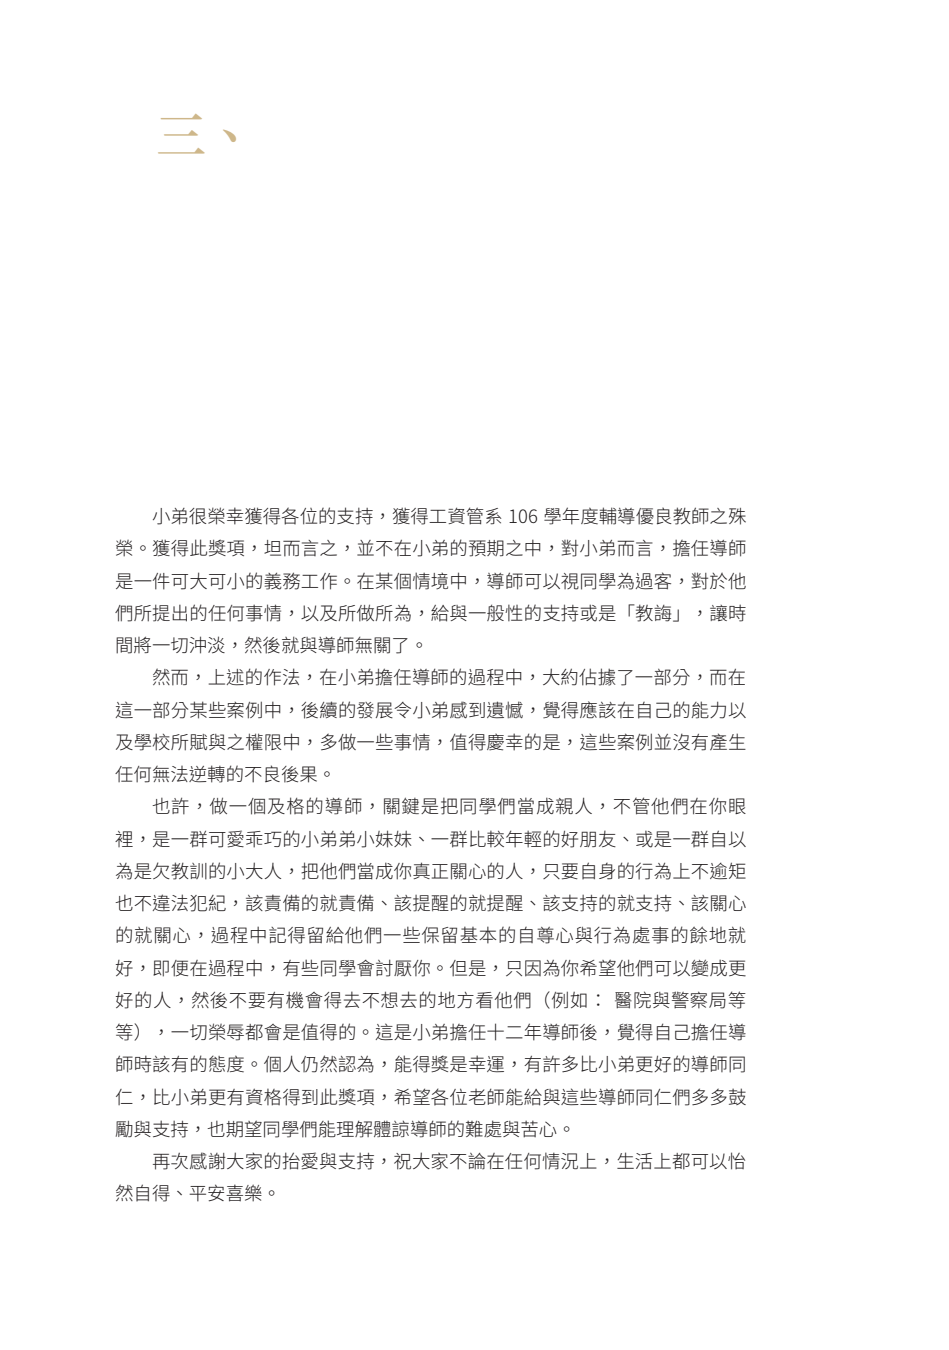 三、
小弟很榮幸獲得各位的支持，獲得工資管系 106 學年度輔導優良教師之殊
榮。獲得此獎項，坦而言之，並不在小弟的預期之中，對小弟而言，擔任導師
是一件可大可小的義務工作。在某個情境中，導師可以視同學為過客，對於他
們所提出的任何事情，以及所做所為，給與一般性的支持或是「教誨」，讓時
間將一切沖淡，然後就與導師無關了。
然而，上述的作法，在小弟擔任導師的過程中，大約佔據了一部分，而在
這一部分某些案例中，後續的發展令小弟感到遺憾，覺得應該在自己的能力以
及學校所賦與之權限中，多做一些事情，值得慶幸的是，這些案例並沒有產生
任何無法逆轉的不良後果。
也許，做一個及格的導師，關鍵是把同學們當成親人，不管他們在你眼
裡，是一群可愛乖巧的小弟弟小妹妹、一群比較年輕的好朋友、或是一群自以
為是欠教訓的小大人，把他們當成你真正關心的人，只要自身的行為上不逾矩
也不違法犯紀，該責備的就責備、該提醒的就提醒、該支持的就支持、該關心
的就關心，過程中記得留給他們一些保留基本的自尊心與行為處事的餘地就
好，即便在過程中，有些同學會討厭你。但是，只因為你希望他們可以變成更
好的人，然後不要有機會得去不想去的地方看他們（例如： 醫院與警察局等
等），一切榮辱都會是值得的。這是小弟擔任十二年導師後，覺得自己擔任導
師時該有的態度。個人仍然認為，能得獎是幸運，有許多比小弟更好的導師同
仁，比小弟更有資格得到此獎項，希望各位老師能給與這些導師同仁們多多鼓
勵與支持，也期望同學們能理解體諒導師的難處與苦心。
再次感謝大家的抬愛與支持，祝大家不論在任何情況上，生活上都可以怡
然自得、平安喜樂。